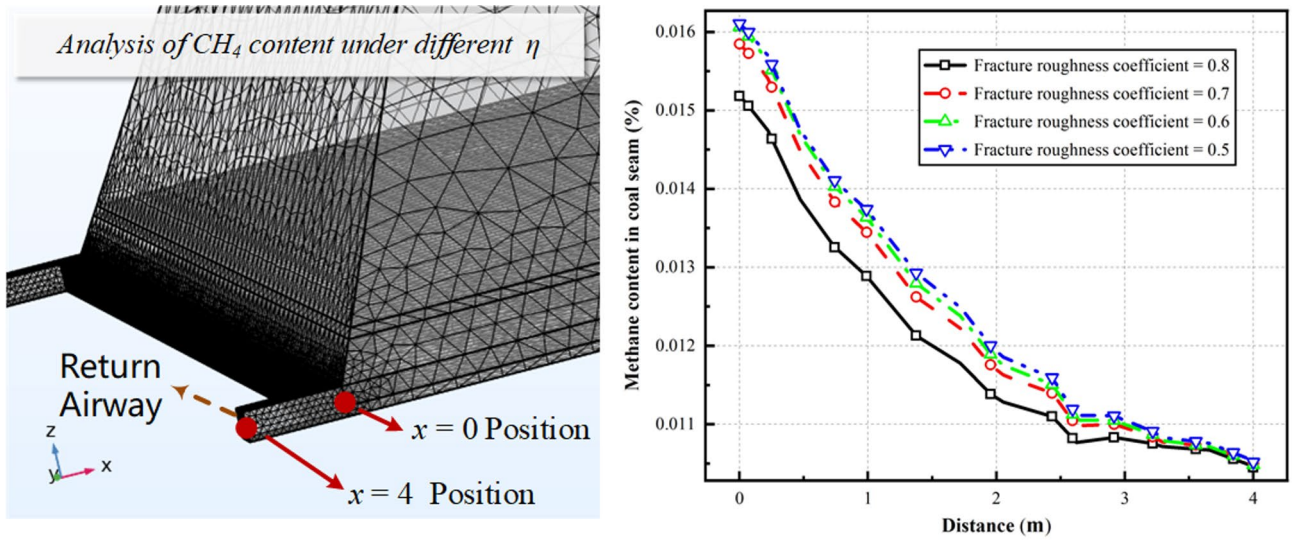 Analysis of CH₄ content under different η
Return
Airway
x = 0 Position
x = 4 Position
z
y
x
Methane content in coal seam (%)
0.016
0.015
0.014
0.013
0.012
0.011
Fracture roughness coefficient = 0.8
Fracture roughness coefficient = 0.7
Fracture roughness coefficient = 0.6
Fracture roughness coefficient = 0.5
0 1 2 3 4
Distance (m)